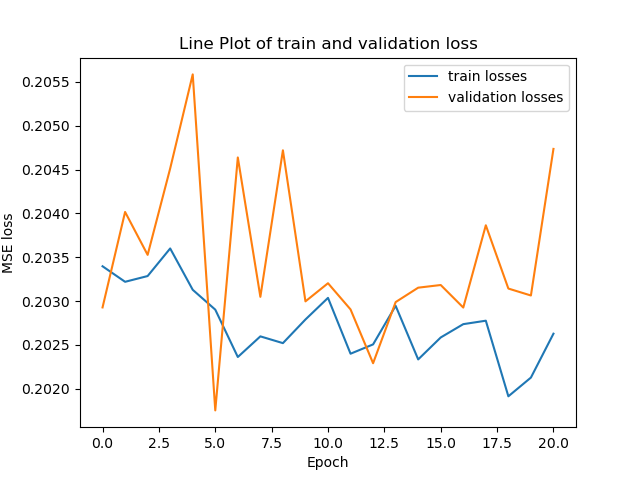 Line Plot of train and validation loss
train losses
validation losses
0.2055
0.2050
0.2045
0.2040
0.2035
0.2030
0.2025
0.2020
MSE loss
0.0 2.5 5.0 7.5 10.0 12.5 15.0 17.5 20.0
Epoch